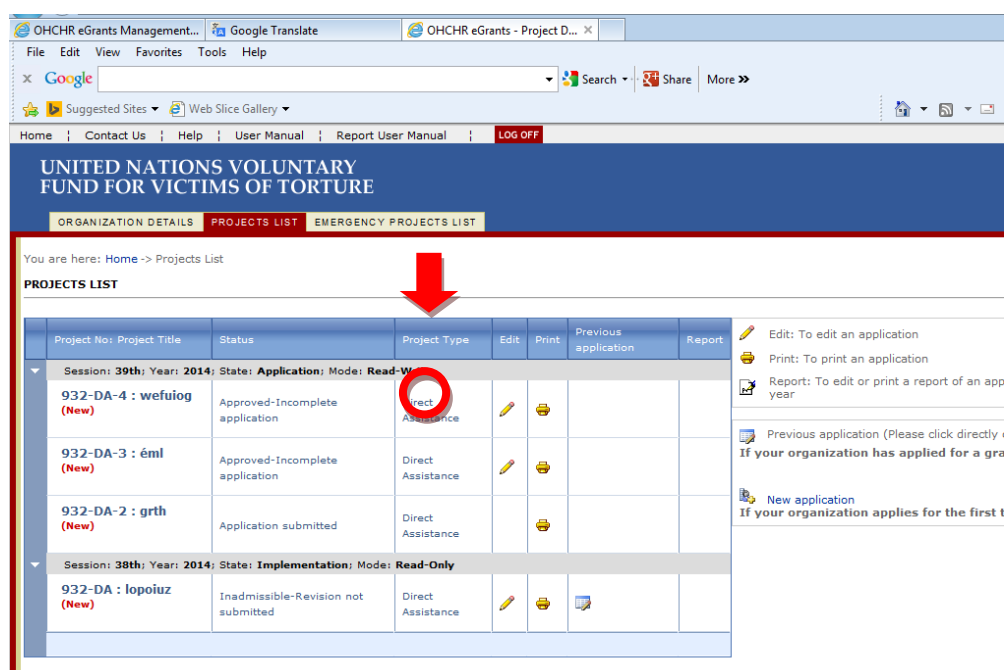 OHCHR eGrants Management... Google Translate OHCHR eGrants - Project D... ×
File Edit View Favorites Tools Help
x Google Search Share More »
Suggested Sites Web Slice Gallery
Home ¦ Contact Us ¦ Help ¦ User Manual ¦ Report User Manual ¦ LOG OFF
UNITED NATIONS VOLUNTARY
FUND FOR VICTIMS OF TORTURE
ORGANIZATION DETAILS PROJECTS LIST EMERGENCY PROJECTS LIST
You are here: Home -> Projects List
PROJECTS LIST
Project No: Project Title Status Project Type Edit Print Previous application Report
Session: 39th; Year: 2014; State: Application; Mode:
932-DA-4 : wefuiog
(New)
Approved-Incomplete
application
Direct
Assistance
932-DA-3 : éml
(New)
Approved-Incomplete
application
Direct
Assistance
932-DA-2 : grth
(New)
Application submitted
Direct
Assistance
Session: 38th; Year: 2014; State: Implementation; Mode: Read-Only
932-DA : lopoiuz
(New)
Inadmissible-Revision not
submitted
Direct
Assistance
Edit: To edit an application
Print: To print an application
Report: To edit or print a report of an app
year
Previous application (Please click directly
If your organization has applied for a gra
New application
If your organization applies for the first t